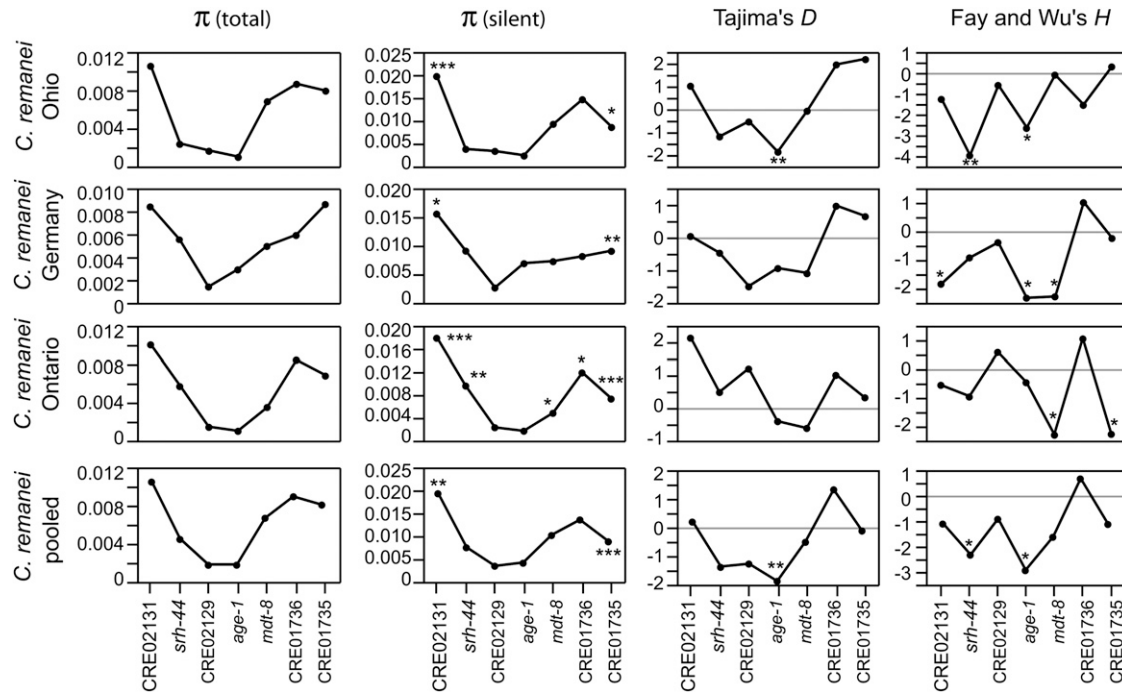 π (total) π (silent) Tajima's D Fay and Wu's H
C. remanei
Ohio
0.012
0.008
0.004
0
0.025
0.020
0.015
0.010
0.005
0
***
*
2
1
0
-1
-2
**
1
0
-1
-2
-3
-4
**
*
C. remanei
Germany
0.010
0.008
0.006
0.004
0.002
0
0.020
0.015
0.010
0.005
0
*
**
1
0
-1
-2
1
0
-1
-2
*
*
*
C. remanei
Ontario
0.012
0.008
0.004
0
0.020
0.016
0.012
0.008
0.004
0
***
**
*
*
***
2
1
0
-1
1
0
-1
-2
*
*
C. remanei
pooled
0.012
0.008
0.004
0
0.025
0.020
0.015
0.010
0.005
0
**
***
2
1
0
-1
-2
**
1
0
-1
-2
-3
*
*
CRE02131
srh-44
CRE02129
age-1
mdt-8
CRE01736
CRE01735
CRE02131
srh-44
CRE02129
age-1
mdt-8
CRE01736
CRE01735
CRE02131
srh-44
CRE02129
age-1
mdt-8
CRE01736
CRE01735
CRE02131
srh-44
CRE02129
age-1
mdt-8
CRE01736
CRE01735